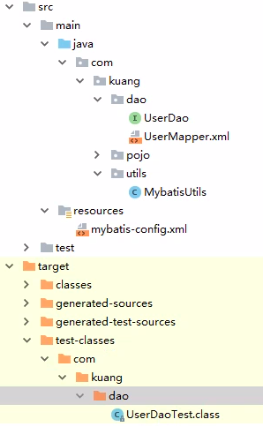 src
main
java
com
kuang
dao
UserDao
UserMapper.xml
pojo
utils
MybatisUtils
resources
mybatis-config.xml
test
target
classes
generated-sources
generated-test-sources
test-classes
com
kuang
dao
UserDaoTest.class